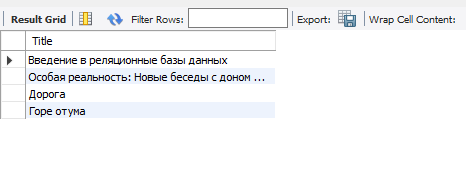 Result Grid Filter Rows: Export: Wrap Cell Content:
Title
Введение в реляционные базы данных
Особая реальность: Новые беседы с доном ...
Дорога
Горе отума